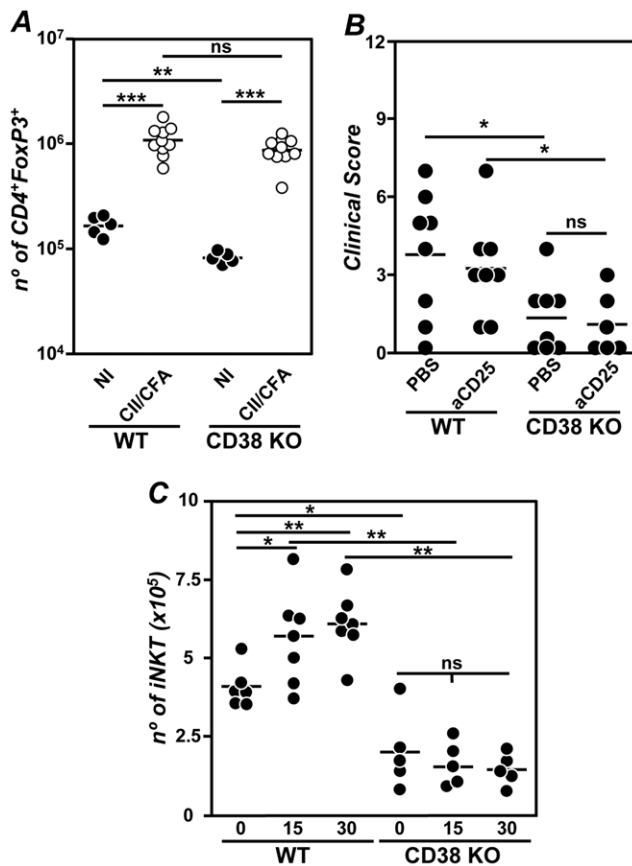 A
nº of CD4⁺FoxP3⁺
10⁷
10⁶
10⁵
10⁴
ns
**
***
***
NI
CII/CFA
NI
CII/CFA
WT
CD38 KO
B
Clinical Score
12
9
6
3
0
*
*
ns
PBS
aCD25
PBS
aCD25
WT
CD38 KO
C
nº of iNKT (x10⁵)
10
7.5
5
2.5
0
*
**
*
**
**
ns
0 15 30 0 15 30
WT CD38 KO